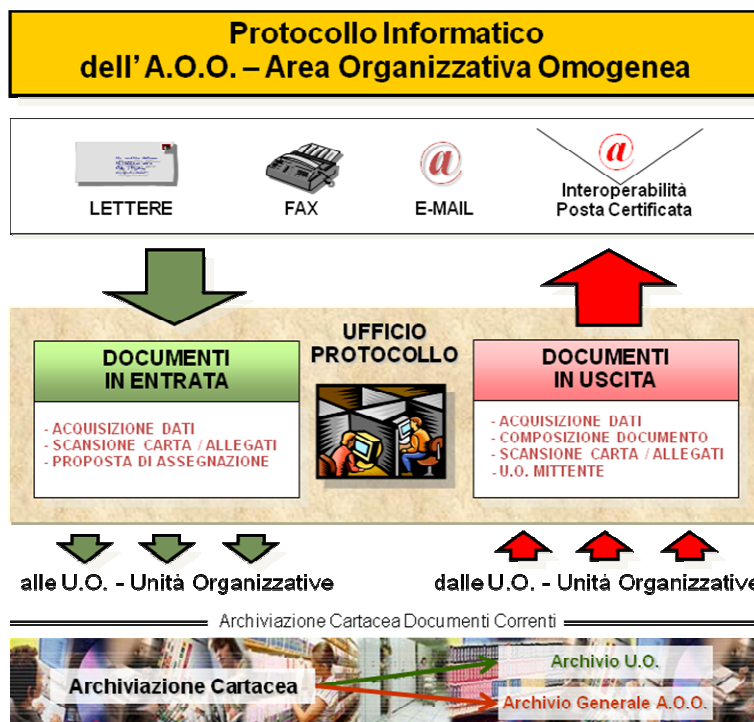 Protocollo Informatico
dell' A.O.O. – Area Organizzativa Omogenea
LETTERE
FAX
E-MAIL
Interoperabilità
Posta Certificata
UFFICIO
PROTOCOLLO
DOCUMENTI
IN ENTRATA
- ACQUISIZIONE DATI
- SCANSIONE CARTA / ALLEGATI
- PROPOSTA DI ASSEGNAZIONE
DOCUMENTI
IN USCITA
- ACQUISIZIONE DATI
- COMPOSIZIONE DOCUMENTO
- SCANSIONE CARTA / ALLEGATI
- U.O. MITTENTE
alle U.O. - Unità Organizzative
dalle U.O. - Unità Organizzative
Archiviazione Cartacea Documenti Correnti
Archiviazione Cartacea
Archivio U.O.
Archivio Generale A.O.O.